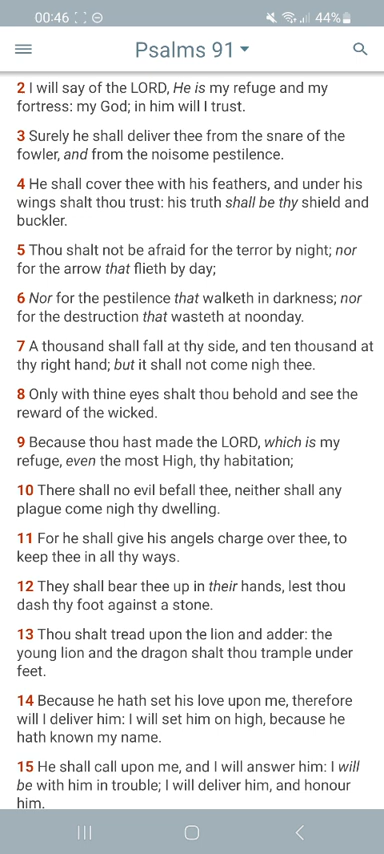 00:46
44%
Psalms 91
2 I will say of the LORD, He is my refuge and my
fortress: my God; in him will I trust.
3 Surely he shall deliver thee from the snare of the
fowler, and from the noisome pestilence.
4 He shall cover thee with his feathers, and under his
wings shalt thou trust: his truth shall be thy shield and
buckler.
5 Thou shalt not be afraid for the terror by night; nor
for the arrow that flieth by day;
6 Nor for the pestilence that walketh in darkness; nor
for the destruction that wasteth at noonday.
7 A thousand shall fall at thy side, and ten thousand at
thy right hand; but it shall not come nigh thee.
8 Only with thine eyes shalt thou behold and see the
reward of the wicked.
9 Because thou hast made the LORD, which is my
refuge, even the most High, thy habitation;
10 There shall no evil befall thee, neither shall any
plague come nigh thy dwelling.
11 For he shall give his angels charge over thee, to
keep thee in all thy ways.
12 They shall bear thee up in their hands, lest thou
dash thy foot against a stone.
13 Thou shalt tread upon the lion and adder: the
young lion and the dragon shalt thou trample under
feet.
14 Because he hath set his love upon me, therefore
will I deliver him: I will set him on high, because he
hath known my name.
15 He shall call upon me, and I will answer him: I will
be with him in trouble; I will deliver him, and honour
him.